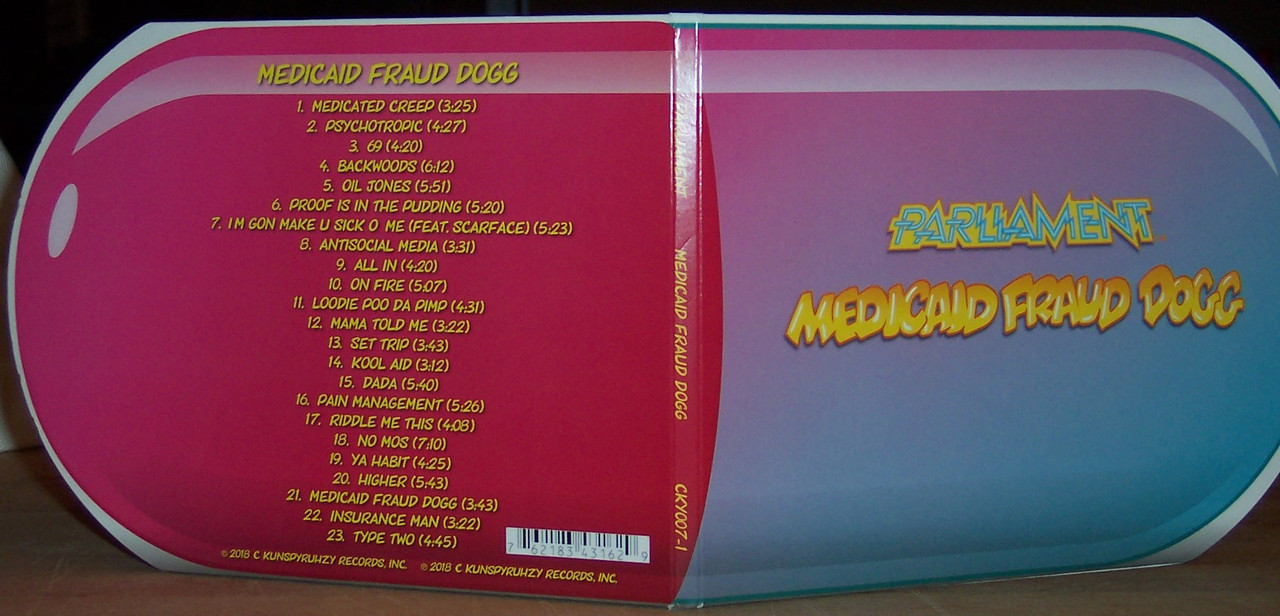 MEDICAID FRAUD DOGG
1. MEDICATED CREEP (3:25)
2. PSYCHOTROPIC (4:27)
3. 69 (4:20)
4. BACKWOODS (6:12)
5. OIL JONES (5:51)
6. PROOF IS IN THE PUDDING (5:20)
7. I'M GON MAKE U SICK O ME (FEAT. SCARFACE) (5:23)
8. ANTISOCIAL MEDIA (3:31)
9. ALL IN (4:20)
10. ON FIRE (5:07)
11. LOODIE POO DA PIMP (4:31)
12. MAMA TOLD ME (3:22)
13. SET TRIP (3:43)
14. KOOL AID (3:12)
15. DADA (5:40)
16. PAIN MANAGEMENT (5:26)
17. RIDDLE ME THIS (4:08)
18. NO MOS (7:10)
19. YA HABIT (4:25)
20. HIGHER (5:43)
21. MEDICAID FRAUD DOGG (3:43)
22. INSURANCE MAN (3:22)
23. TYPE TWO (4:45)
© 2018 C KUNSPYRUHZY RECORDS, INC. ℗ 2018 C KUNSPYRUHZY RECORDS, INC.
7 62183 43162 9
PARLIAMENT MEDICAID FRAUD DOGG CKY007-1
PARLIAMENT
MEDICAID FRAUD DOGG